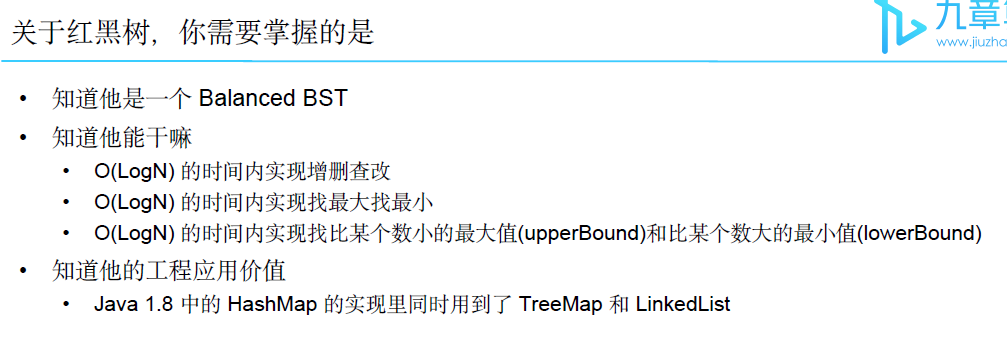 关于红黑树，你需要掌握的是
九章
www.jiuzha
• 知道他是一个 Balanced BST
• 知道他能干嘛
• O(LogN) 的时间内实现增删查改
• O(LogN) 的时间内实现找最大找最小
• O(LogN) 的时间内实现找比某个数小的最大值(upperBound)和比某个数大的最小值(lowerBound)
• 知道他的工程应用价值
• Java 1.8 中的 HashMap 的实现里同时用到了 TreeMap 和 LinkedList